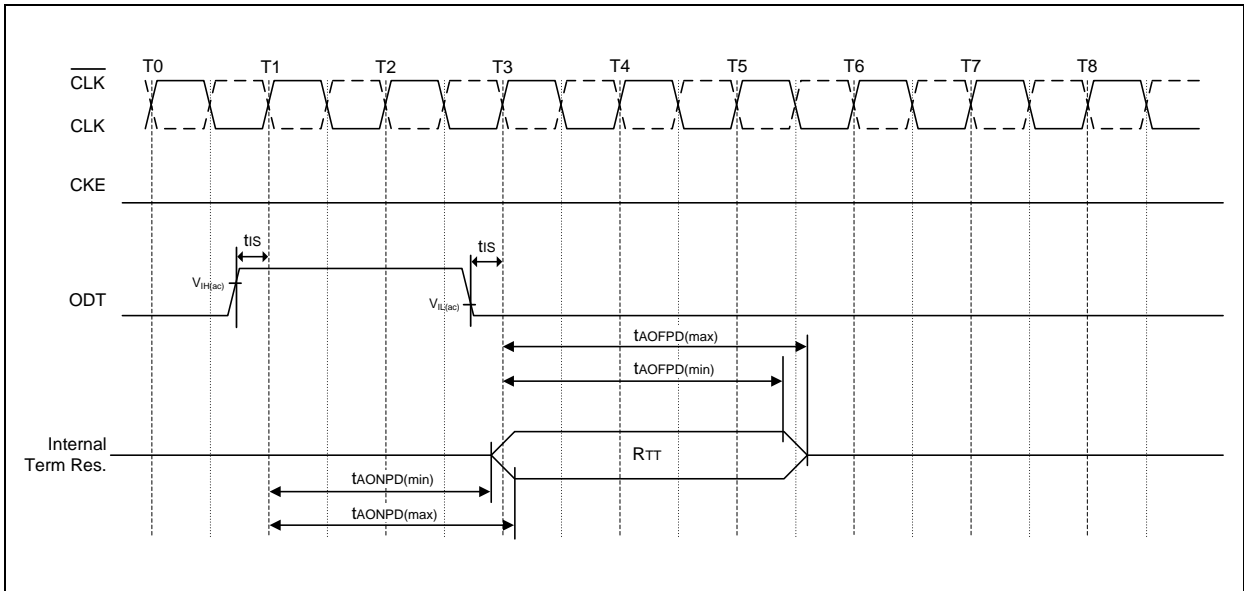 T0 T1 T2 T3 T4 T5 T6 T7 T8
CLK
CLK
CKE
tIS tIS
VIH(ac)
ODT
VIL(ac)
tAOFPD(max)
tAOFPD(min)
Internal
Term Res.
RTT
tAONPD(min)
tAONPD(max)